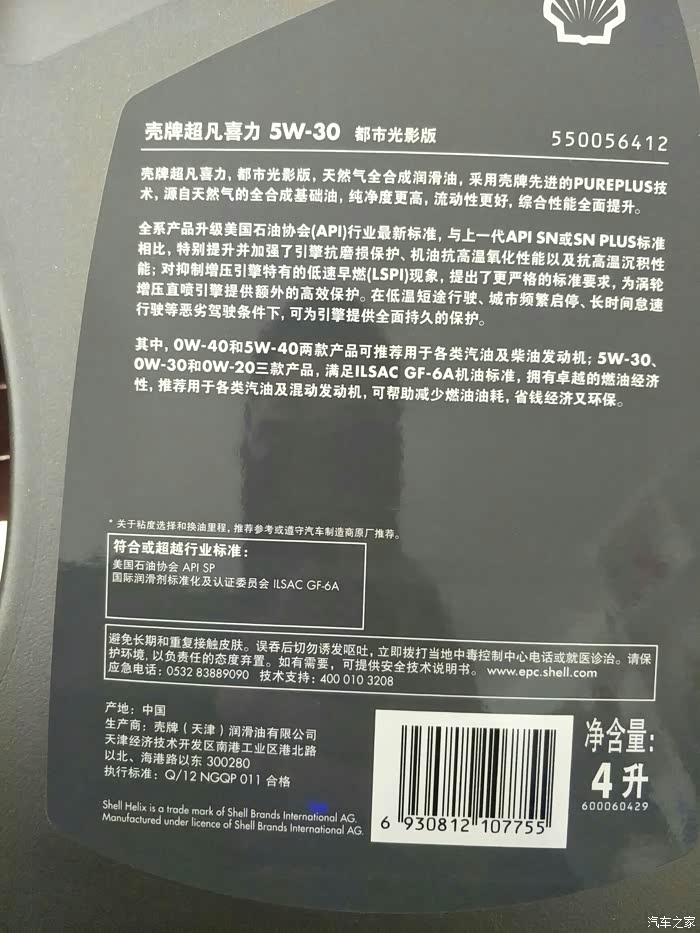 壳牌超凡喜力 5W-30 都市光影版
550056412
壳牌超凡喜力，都市光影版，天然气全合成润滑油，采用壳牌先进的PUREPLUS技
术，源自天然气的全合成基础油，纯净度更高，流动性更好，综合性能全面提升。
全系产品升级美国石油协会(API)行业最新标准，与上一代API SN或SN PLUS标准
相比，特别提升并加强了引擎抗磨损保护、机油抗高温氧化性能以及抗高温沉积性
能；对抑制增压引擎特有的低速早燃(LSPI)现象，提出了更严格的标准要求，为涡轮
增压直喷引擎提供额外的高效保护。在低温短途行驶、城市频繁启停、长时间怠速
行驶等恶劣驾驶条件下，可为引擎提供全面持久的保护。
其中，0W-40和5W-40两款产品可推荐用于各类汽油及柴油发动机；5W-30、
0W-30和0W-20三款产品，满足ILSAC GF-6A机油标准，拥有卓越的燃油经济
性，推荐用于各类汽油及混动发动机，可帮助减少燃油油耗，省钱经济又环保。
* 关于粘度选择和换油里程，推荐参考或遵守汽车制造商原厂推荐。
符合或超越行业标准：
美国石油协会 API SP
国际润滑剂标准化及认证委员会 ILSAC GF-6A
避免长期和重复接触皮肤。误吞后切勿诱发呕吐，立即拨打当地中毒控制中心电话或就医诊治。请保
护环境，以负责任的态度弃置。如有需要，可提供安全技术说明书。 www.epc.shell.com
应急电话：0532 83889090 技术支持：400 010 3208
产地：中国
生产商：壳牌（天津）润滑油有限公司
天津经济技术开发区南港工业区港北路
以北、海港路以东 300280
执行标准：Q/12 NGQP 011 合格
Shell Helix is a trade mark of Shell Brands International AG.
Manufactured under licence of Shell Brands International AG.
6 930812 107755
净含量：
4升
600060429
汽车之家